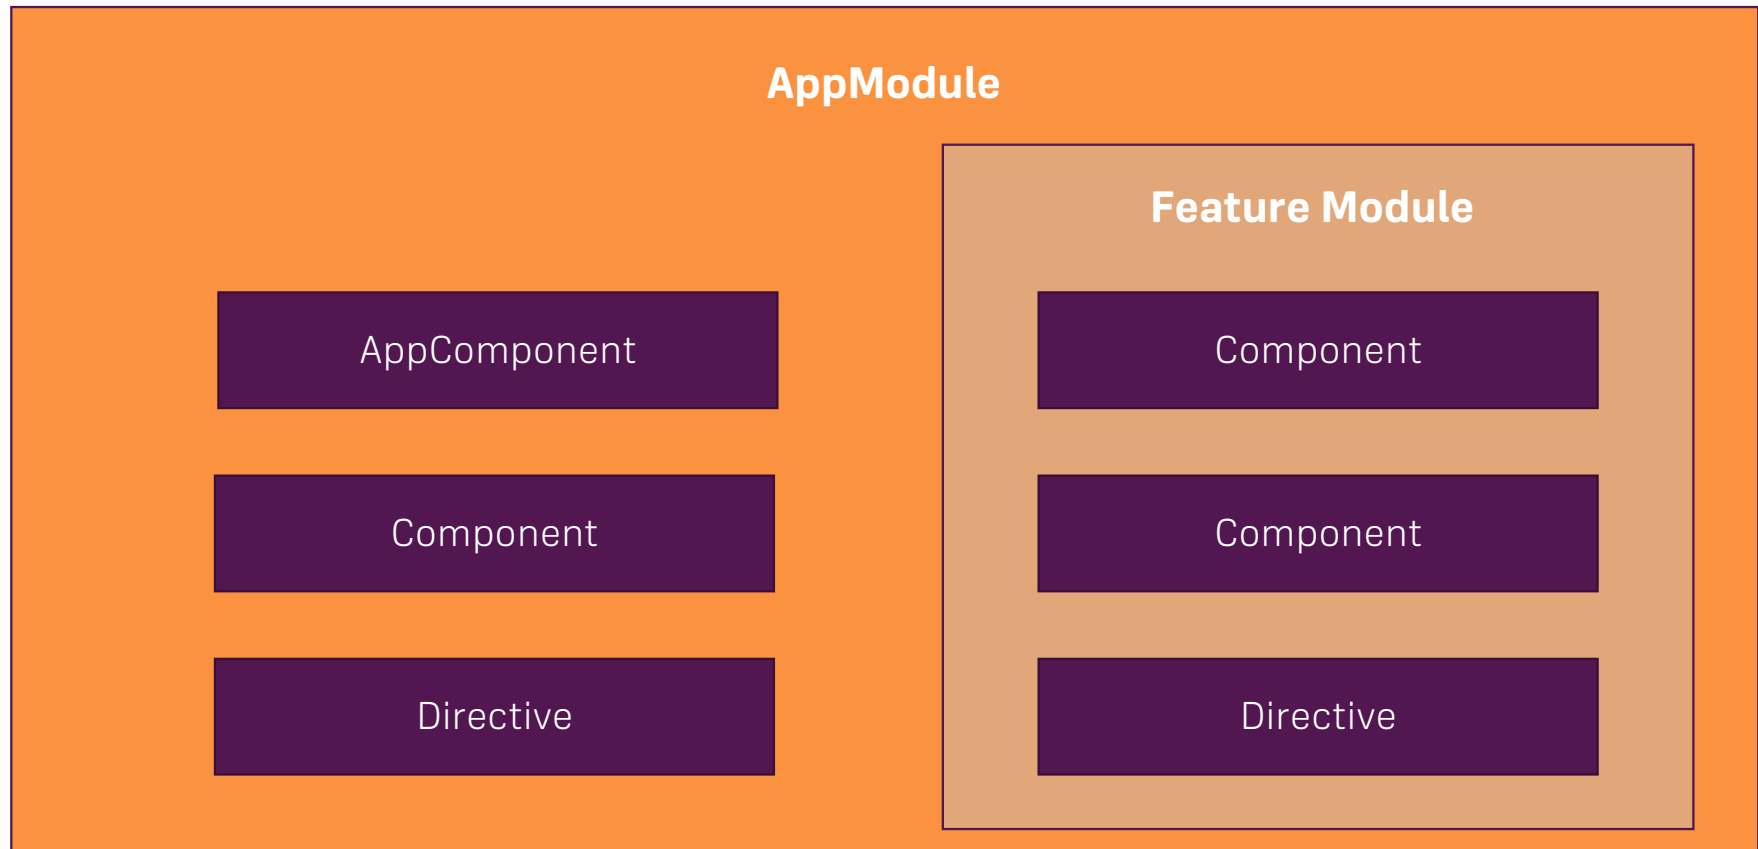 AppModule
Feature Module
AppComponent
Component
Component
Component
Directive
Directive